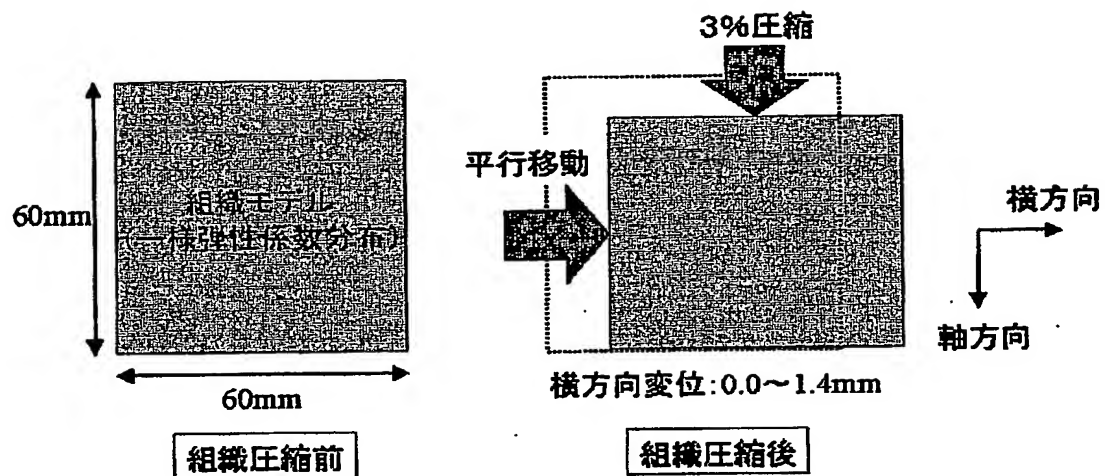 3%圧縮
平行移動
60mm
組織モデル
(一様弾性係数分布)
横方向
軸方向
60mm
横方向変位:0.0～1.4mm
組織圧縮前
組織圧縮後